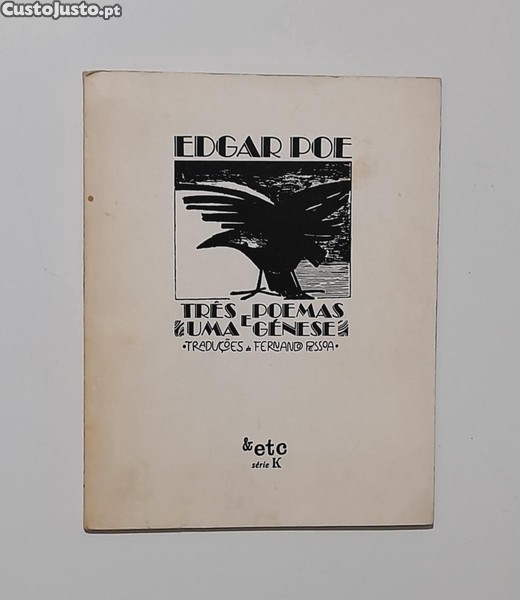 CustoJusto.pt
EDGAR POE
TRÊS POEMAS
E
UMA GÉNESE
•TRADUÇÕES de FERNANDO PESSOA•
& etc
série K